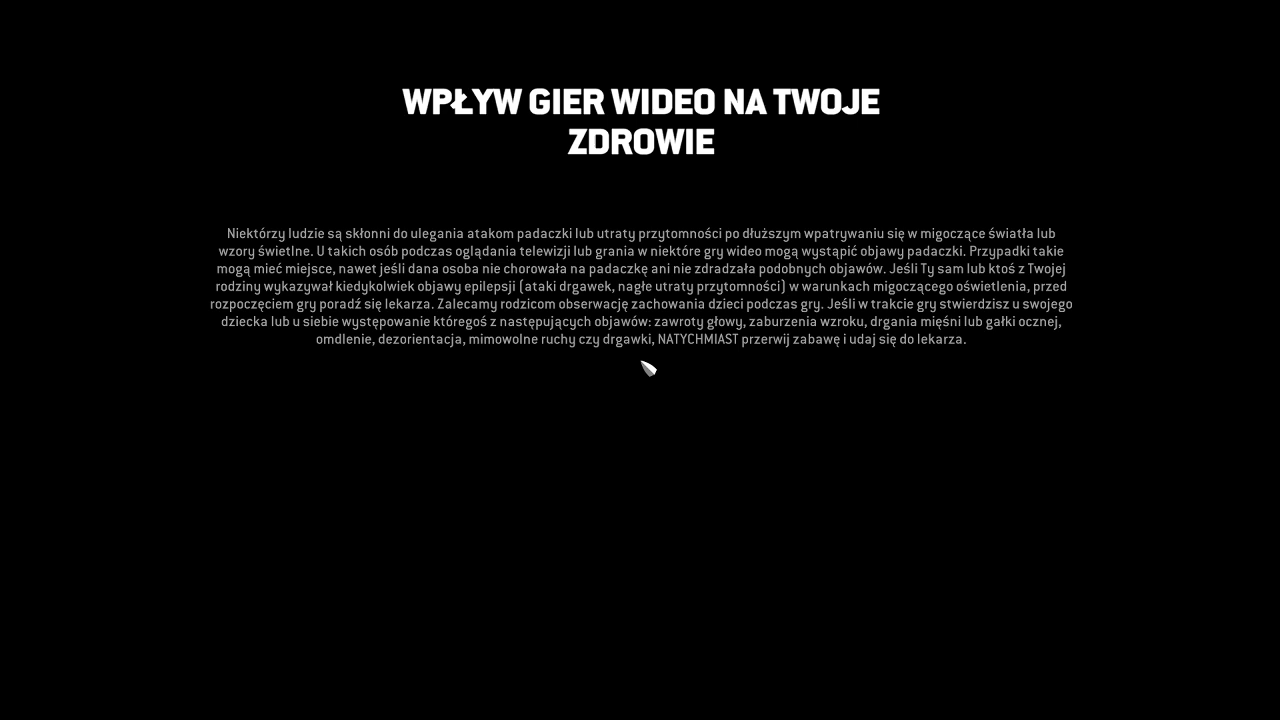 WPŁYW GIER WIDEO NA TWOJE
ZDROWIE
Niektórzy ludzie są skłonni do ulegania atakom padaczki lub utraty przytomności po dłuższym wpatrywaniu się w migoczące światła lub
wzory świetlne. U takich osób podczas oglądania telewizji lub grania w niektóre gry wideo mogą wystąpić objawy padaczki. Przypadki takie
mogą mieć miejsce, nawet jeśli dana osoba nie chorowała na padaczkę ani nie zdradzała podobnych objawów. Jeśli Ty sam lub ktoś z Twojej
rodziny wykazywał kiedykolwiek objawy epilepsji (ataki drgawek, nagłe utraty przytomności) w warunkach migoczącego oświetlenia, przed
rozpoczęciem gry poradź się lekarza. Zalecamy rodzicom obserwację zachowania dzieci podczas gry. Jeśli w trakcie gry stwierdzisz u swojego
dziecka lub u siebie występowanie któregoś z następujących objawów: zawroty głowy, zaburzenia wzroku, drgania mięśni lub gałki ocznej,
omdlenie, dezorientacja, mimowolne ruchy czy drgawki, NATYCHMIAST przerwij zabawę i udaj się do lekarza.